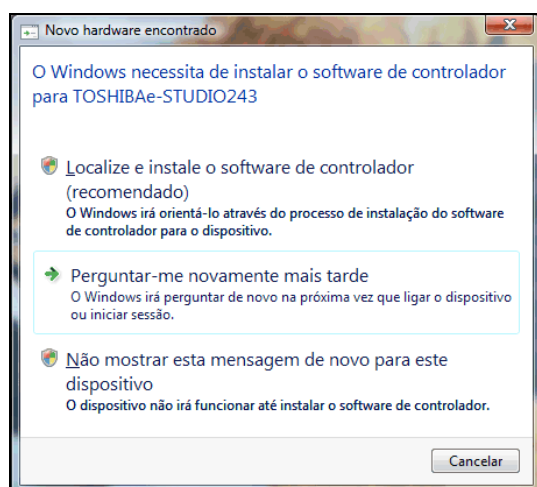 Novo hardware encontrado
O Windows necessita de instalar o software de controlador
para TOSHIBAe-STUDIO243
Localize e instale o software de controlador
(recomendado)
O Windows irá orientá-lo através do processo de instalação do software
de controlador para o dispositivo.
Perguntar-me novamente mais tarde
O Windows irá perguntar de novo na próxima vez que ligar o dispositivo
ou iniciar sessão.
Não mostrar esta mensagem de novo para este
dispositivo
O dispositivo não irá funcionar até instalar o software de controlador.
Cancelar